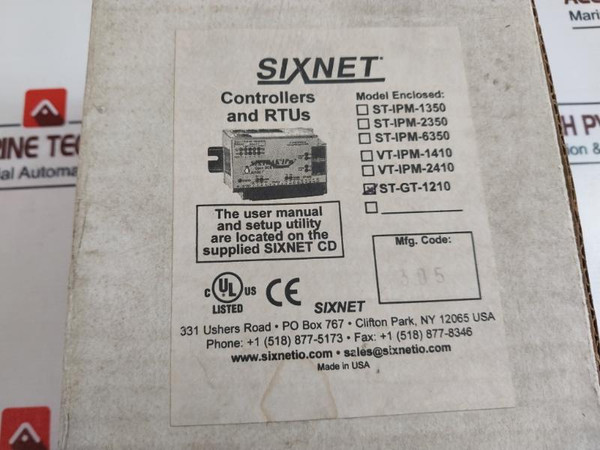 SIXNET
Controllers
and RTUs
Model Enclosed:
ST-IPM-1350
ST-IPM-2350
ST-IPM-6350
VT-IPM-1410
VT-IPM-2410
ST-GT-1210
The user manual
and setup utility
are located on the
supplied SIXNET CD
Mfg. Code:
305
C UL US
LISTED
CE
SIXNET
331 Ushers Road • PO Box 767 • Clifton Park, NY 12065 USA
Phone: +1 (518) 877-5173 • Fax: +1 (518) 877-8346
www.sixnetio.com • sales@sixnetio.com
Made in USA